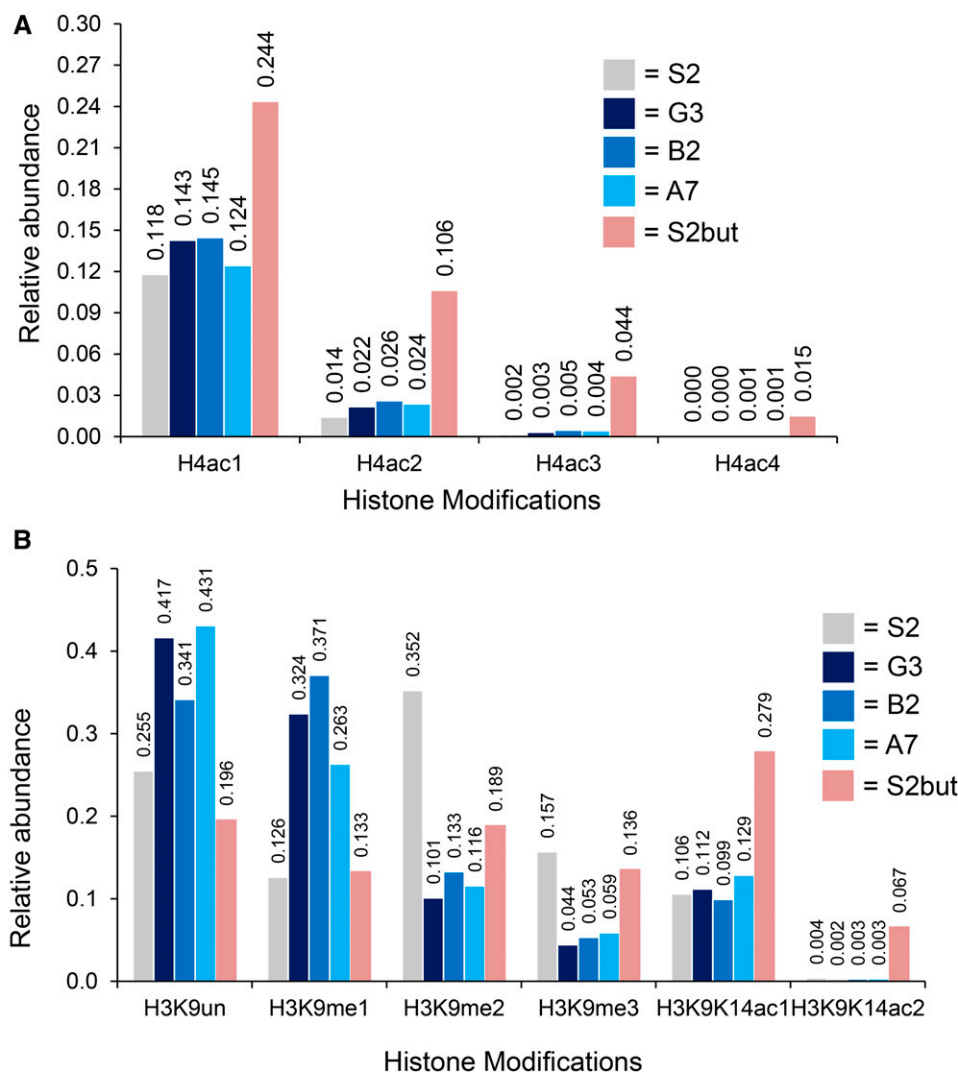 A
Relative abundance
0.30
0.27
0.24
0.21
0.18
0.15
0.12
0.09
0.06
0.03
0.00
0.118
0.143
0.145
0.124
0.244
0.014
0.022
0.026
0.024
0.106
0.002
0.003
0.005
0.004
0.044
0.000
0.000
0.001
0.001
0.015
= S2
= G3
= B2
= A7
= S2but
H4ac1
H4ac2
H4ac3
H4ac4
Histone Modifications
B
Relative abundance
0.5
0.4
0.3
0.2
0.1
0.0
0.255
0.417
0.341
0.431
0.196
0.126
0.324
0.371
0.263
0.133
0.352
0.101
0.133
0.116
0.189
0.157
0.044
0.053
0.059
0.136
0.106
0.112
0.099
0.129
0.279
0.004
0.002
0.003
0.003
0.067
= S2
= G3
= B2
= A7
= S2but
H3K9un
H3K9me1
H3K9me2
H3K9me3
H3K9K14ac1
H3K9K14ac2
Histone Modifications